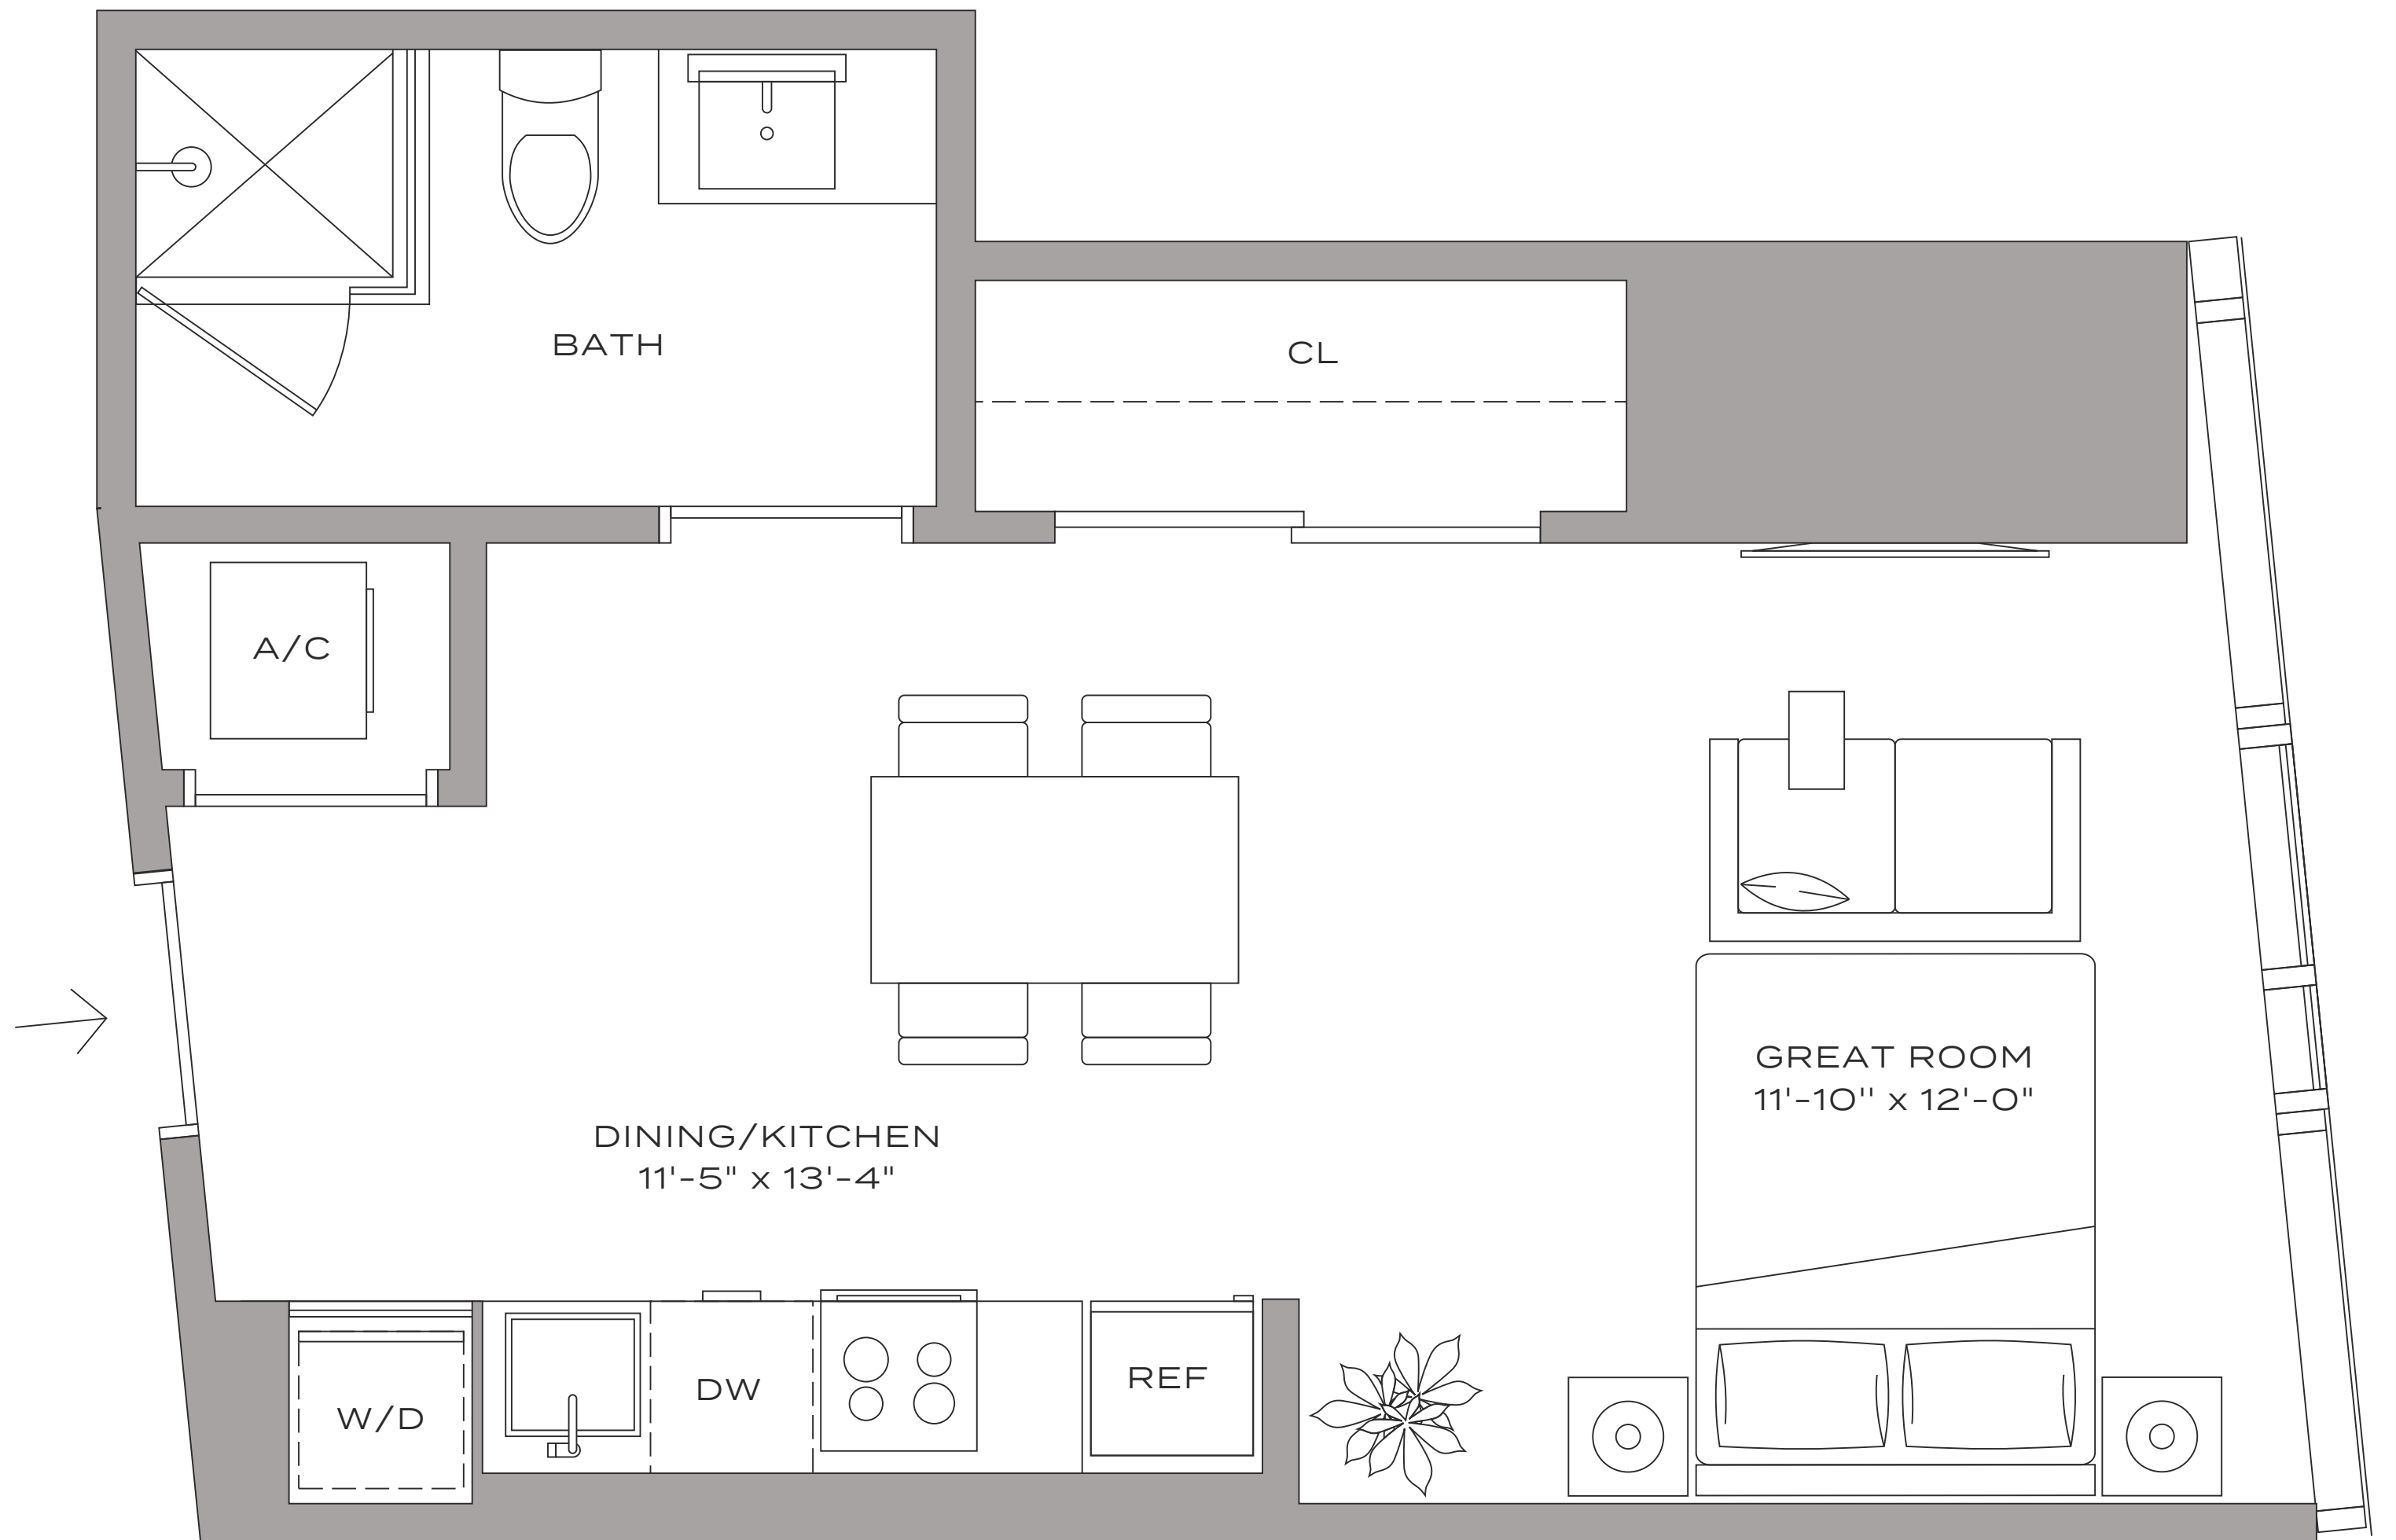 BATH
CL
A/C
GREAT ROOM
11'-10'' x 12'-0"
DINING/KITCHEN
11'-5" x 13'-4"
W/D
DW
REF